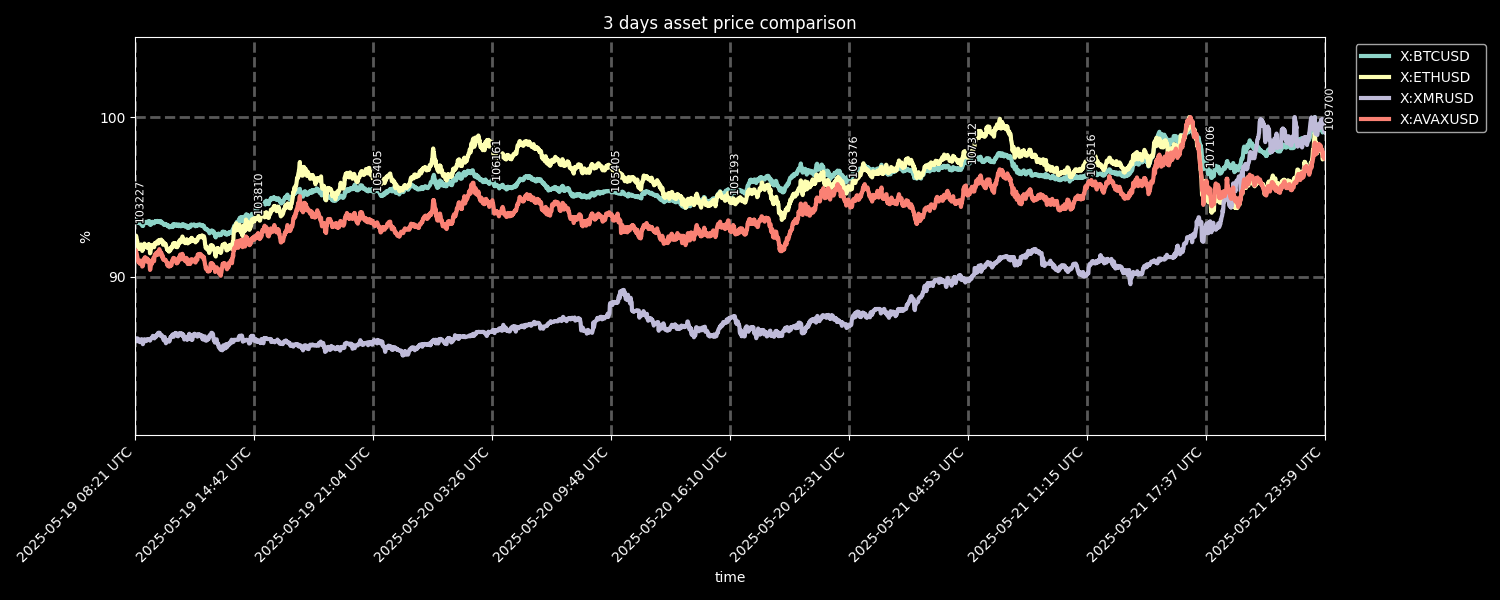 3 days asset price comparison
X:BTCUSD
X:ETHUSD
X:XMRUSD
X:AVAXUSD
100
90
%
103227
103810
105405
106161
105405
105193
106376
107312
106516
107106
109700
2025-05-19 08:21 UTC
2025-05-19 14:42 UTC
2025-05-19 21:04 UTC
2025-05-20 03:26 UTC
2025-05-20 09:48 UTC
2025-05-20 16:10 UTC
2025-05-20 22:31 UTC
2025-05-21 04:53 UTC
2025-05-21 11:15 UTC
2025-05-21 17:37 UTC
2025-05-21 23:59 UTC
time